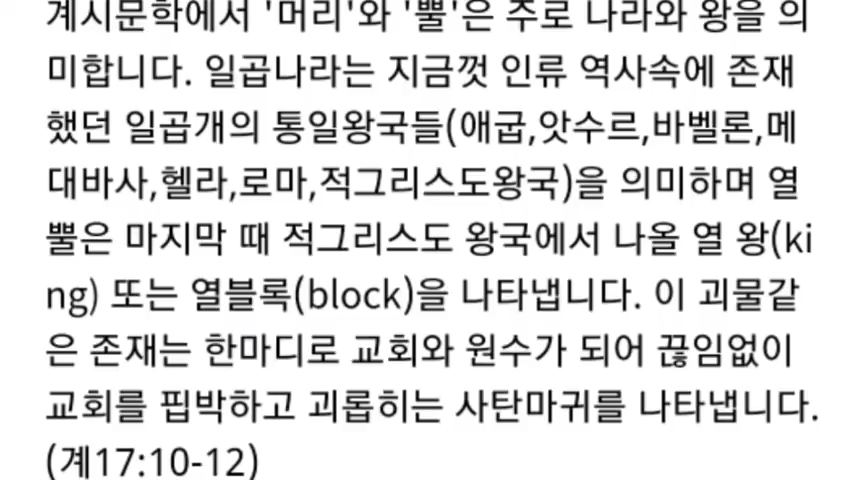 계시문학에서 '머리'와 '뿔'은 주로 나라와 왕을 의
미합니다. 일곱나라는 지금껏 인류 역사속에 존재
했던 일곱개의 통일왕국들(애굽,앗수르,바벨론,메
대바사,헬라,로마,적그리스도왕국)을 의미하며 열
뿔은 마지막 때 적그리스도 왕국에서 나올 열 왕(ki
ng) 또는 열블록(block)을 나타냅니다. 이 괴물같
은 존재는 한마디로 교회와 원수가 되어 끊임없이
교회를 핍박하고 괴롭히는 사탄마귀를 나타냅니다.
(계17:10-12)